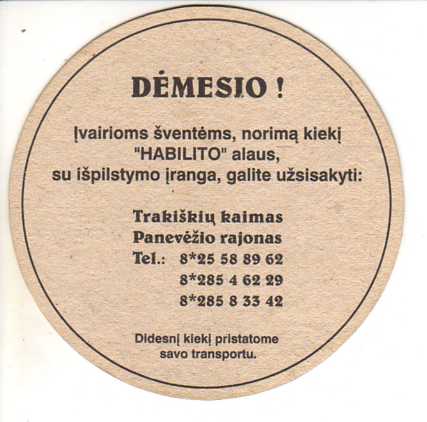 DĖMESIO !
Įvairioms šventėms, norimą kiekį
"HABILITO" alaus,
su išpilstymo įranga, galite užsisakyti:
Trakiškių kaimas
Panevėžio rajonas
Tel.: 8*25 58 89 62
8*285 4 62 29
8*285 8 33 42
Didesnį kiekį pristatome
savo transportu.